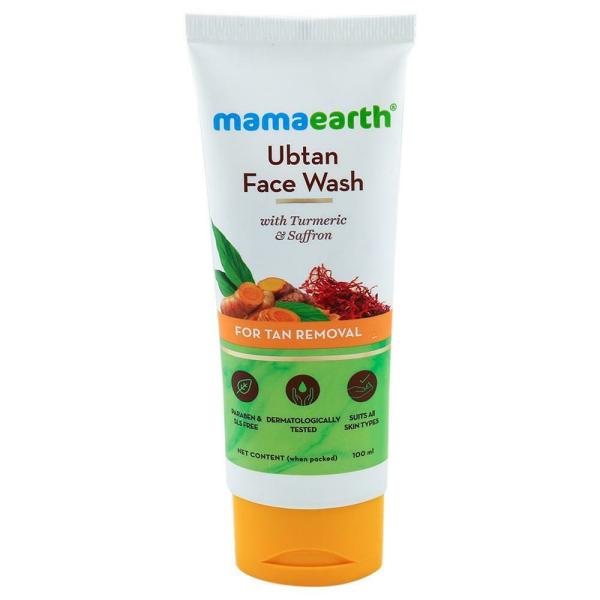 mamaearth®
Ubtan
Face Wash
with Turmeric
& Saffron
FOR TAN REMOVAL
PARABEN &
SLS FREE
DERMATOLOGICALLY
TESTED
SUITS All
SKIN TYPES
NET CONTENT (when packed) 100 ml